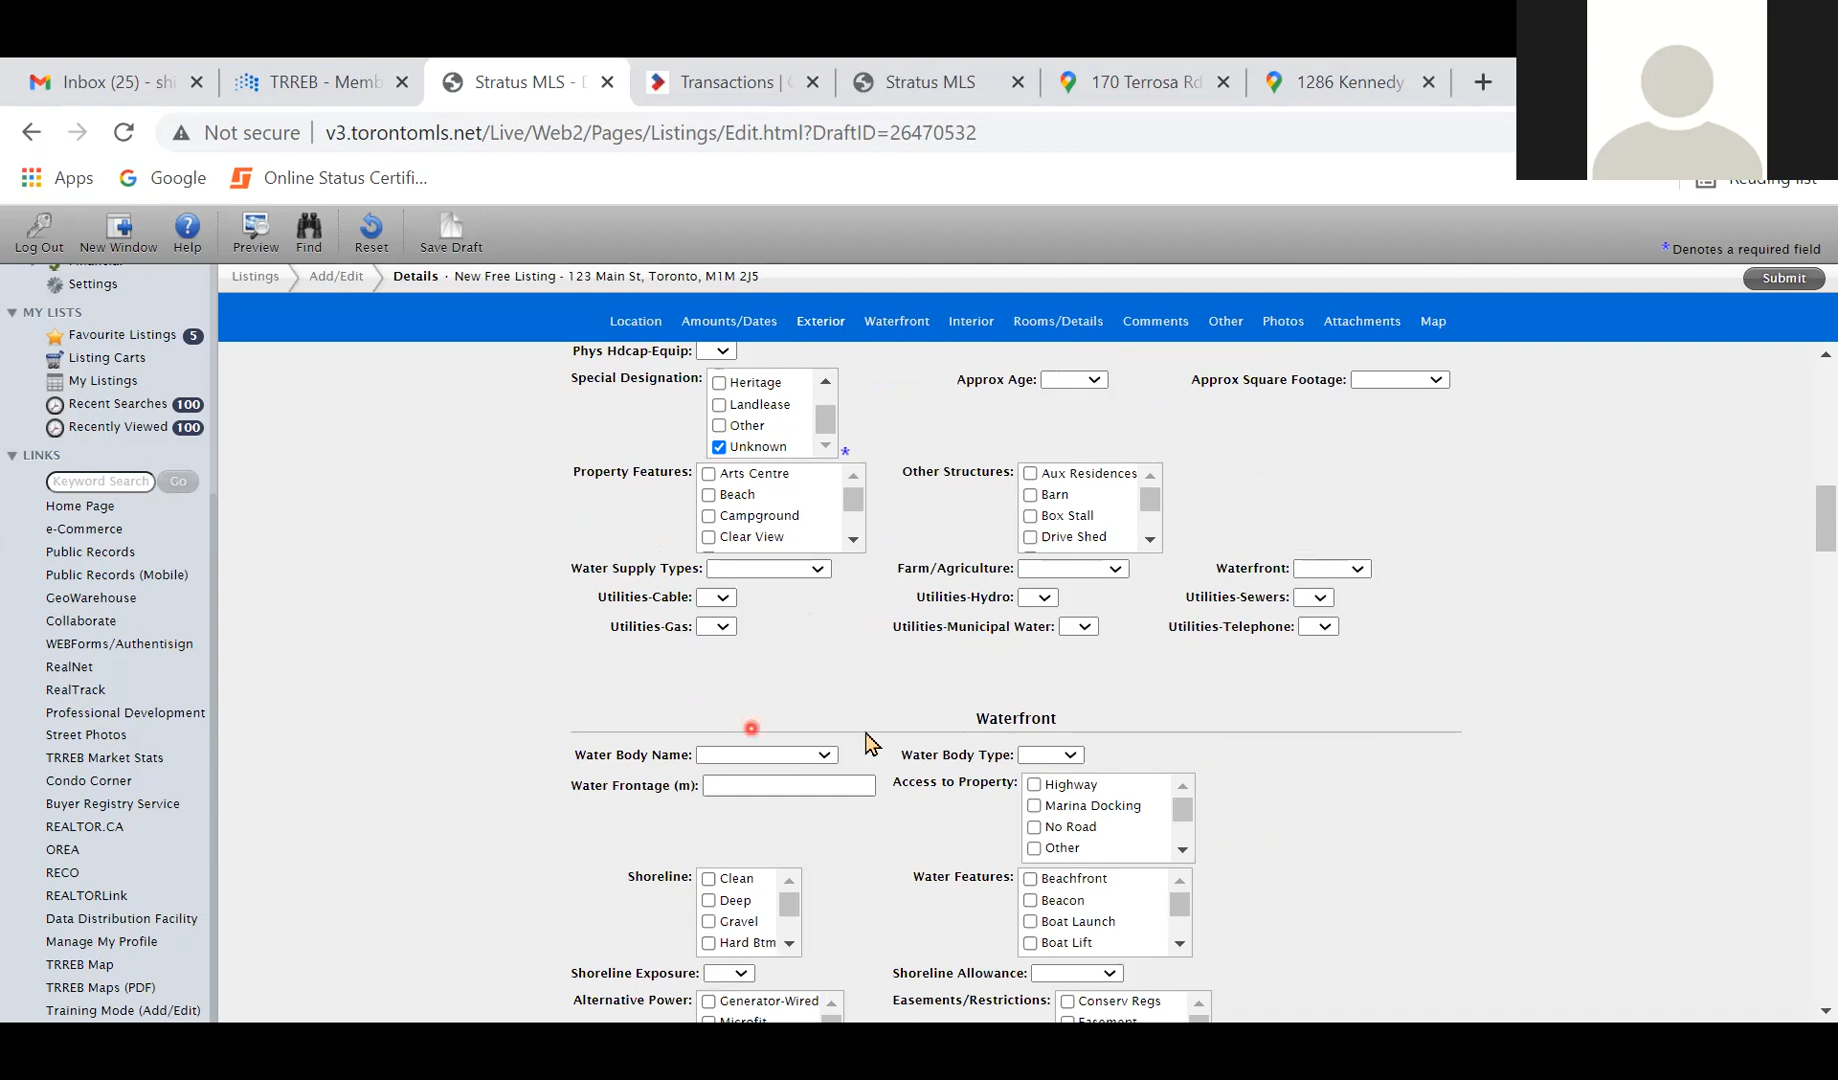 Inbox (25) - shi
TRREB - Memb
Stratus MLS - D
Transactions |
Stratus MLS
170 Terrosa Rd
1286 Kennedy
Not secure v3.torontomls.net/Live/Web2/Pages/Listings/Edit.html?DraftID=26470532
Apps Google Online Status Certifi...
Reading list
Log Out New Window Help Preview Find Reset Save Draft
* Denotes a required field
Listings Add/Edit Details · New Free Listing - 123 Main St, Toronto, M1M 2J5
Submit
Location Amounts/Dates Exterior Waterfront Interior Rooms/Details Comments Other Photos Attachments Map
Financial
Settings
MY LISTS
Favourite Listings 5
Listing Carts
My Listings
Recent Searches 100
Recently Viewed 100
LINKS
Keyword Search Go
Home Page
e-Commerce
Public Records
Public Records (Mobile)
GeoWarehouse
Collaborate
WEBForms/Authentisign
RealNet
RealTrack
Professional Development
Street Photos
TRREB Market Stats
Condo Corner
Buyer Registry Service
REALTOR.CA
OREA
RECO
REALTORLink
Data Distribution Facility
Manage My Profile
TRREB Map
TRREB Maps (PDF)
Training Mode (Add/Edit)
Phys Hdcap-Equip:
Special Designation: Heritage
Landlease
Other
Unknown *
Approx Age:
Approx Square Footage:
Property Features: Arts Centre
Beach
Campground
Clear View
Other Structures: Aux Residences
Barn
Box Stall
Drive Shed
Water Supply Types: Farm/Agriculture: Waterfront:
Utilities-Cable: Utilities-Hydro: Utilities-Sewers:
Utilities-Gas: Utilities-Municipal Water: Utilities-Telephone:
Waterfront
Water Body Name: Water Body Type:
Water Frontage (m):
Access to Property: Highway
Marina Docking
No Road
Other
Shoreline: Clean
Deep
Gravel
Hard Btm
Water Features: Beachfront
Beacon
Boat Launch
Boat Lift
Shoreline Exposure: Shoreline Allowance:
Alternative Power: Generator-Wired
Microfit
Easements/Restrictions: Conserv Regs
Easement